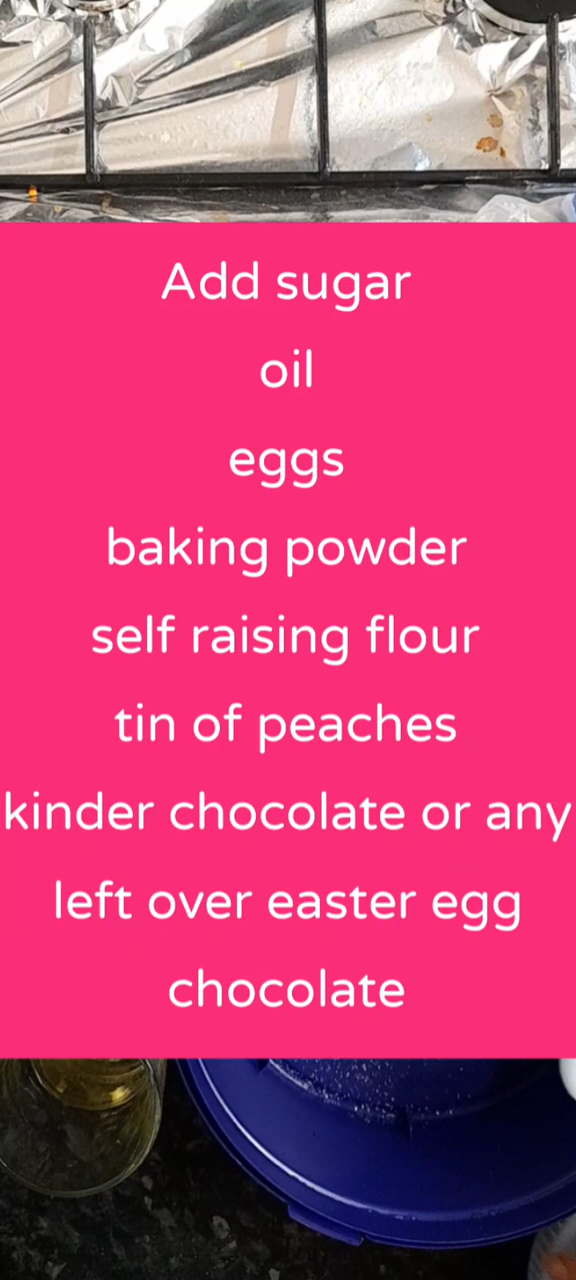 Add sugar
oil
eggs
baking powder
self raising flour
tin of peaches
kinder chocolate or any
left over easter egg
chocolate